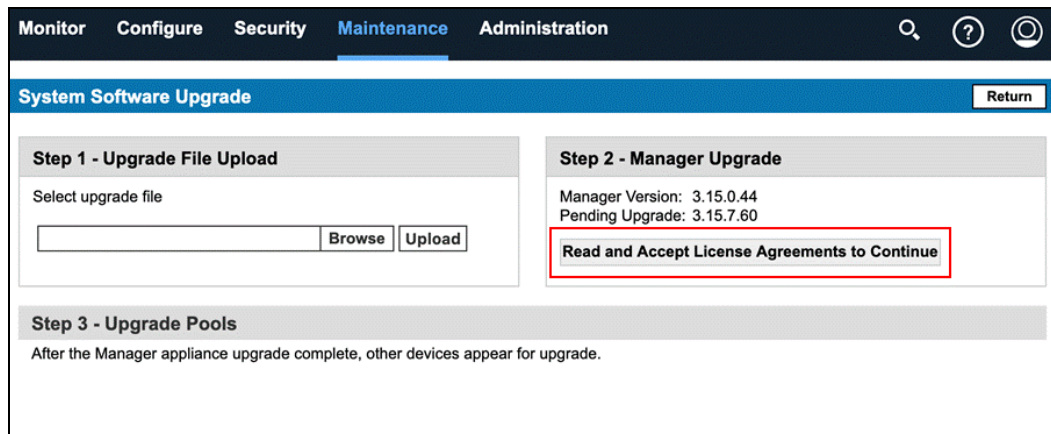 Monitor Configure Security Maintenance Administration ?
System Software Upgrade Return
Step 1 - Upgrade File Upload
Select upgrade file
Browse Upload
Step 2 - Manager Upgrade
Manager Version: 3.15.0.44
Pending Upgrade: 3.15.7.60
Read and Accept License Agreements to Continue
Step 3 - Upgrade Pools
After the Manager appliance upgrade complete, other devices appear for upgrade.